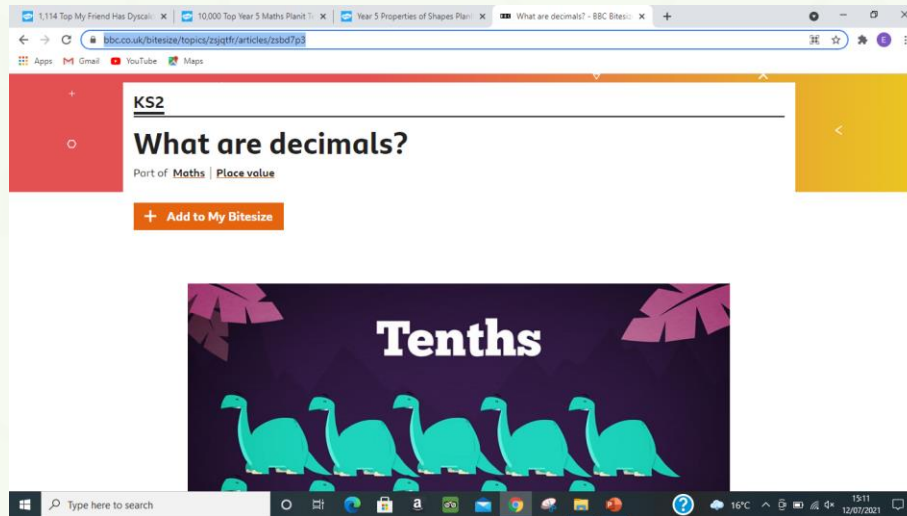 1,114 Top My Friend Has Dyscalc
10,000 Top Year 5 Maths Planit T
Year 5 Properties of Shapes Plani
What are decimals? - BBC Bitesiz
bbc.co.uk/bitesize/topics/zsjqtfr/articles/zsbd7p3
Apps
Gmail
YouTube
Maps
E
KS2
What are decimals?
Part of Maths | Place value
+ Add to My Bitesize
Tenths
Type here to search
16°C
15:11
12/07/2021